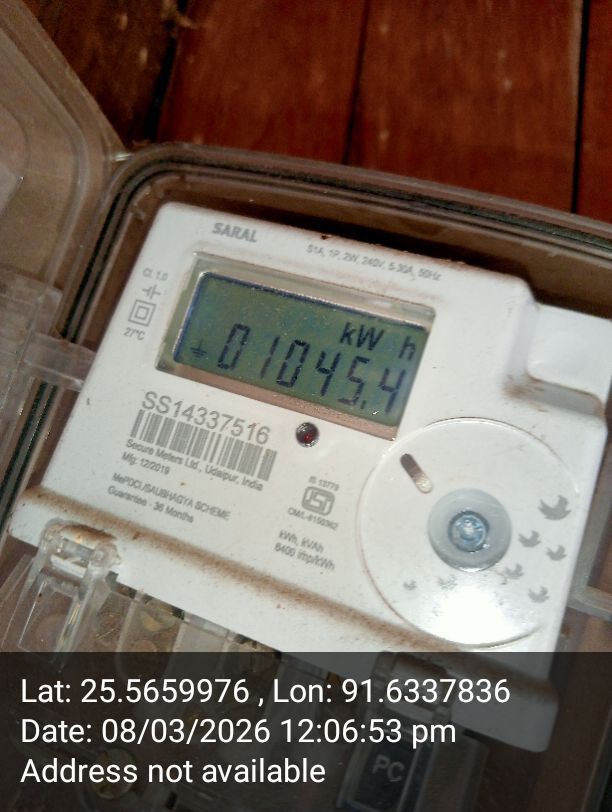 SARAL
S1A, 1P, 2W, 240V, 5-30A, 50Hz
Cl. 1.0
27°C
kW h
01045.4
SS14337516
Secure Meters Ltd., Udaipur, India
Mfg: 12/2019
MePDCL/SAUBHAGYA SCHEME
Guarantee - 36 Months
IS 13779
CM/L-8150362
kWh, kVAh
6400 imp/kWh
PC
Lat: 25.5659976 , Lon: 91.6337836
Date: 08/03/2026 12:06:53 pm
Address not available